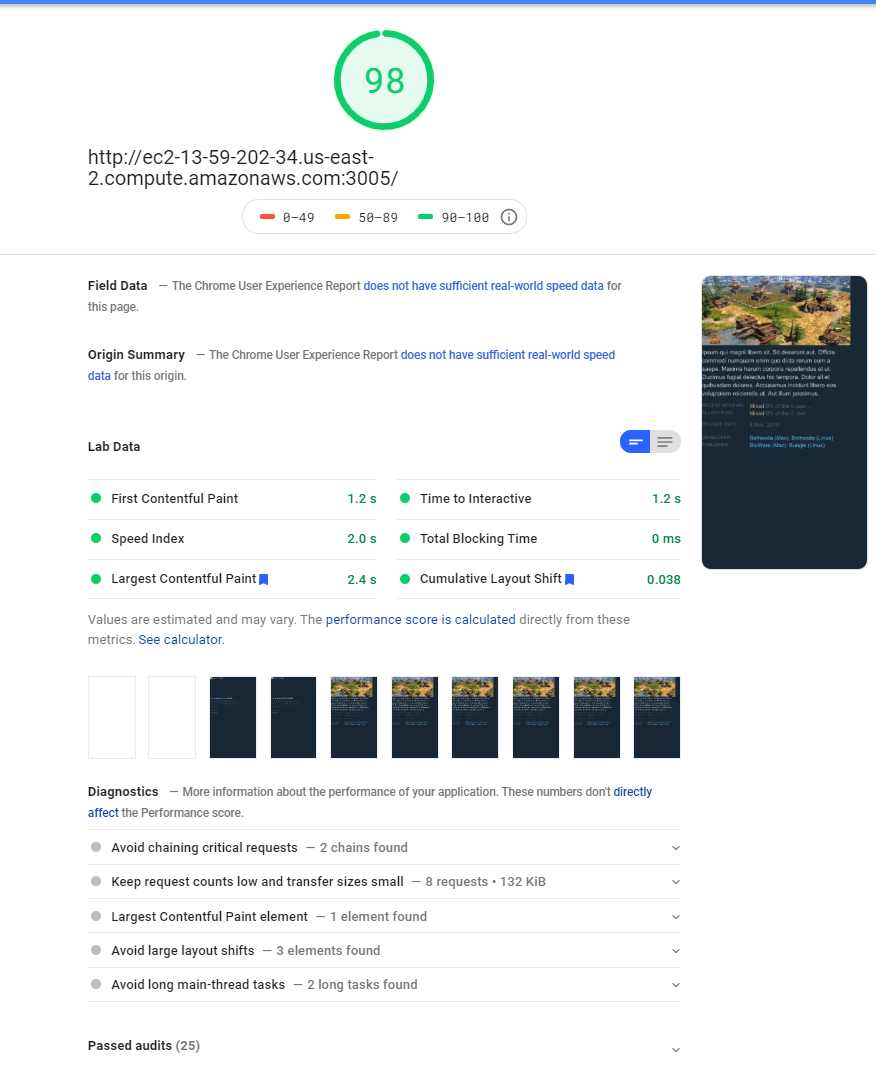 98
http://ec2-13-59-202-34.us-east-
2.compute.amazonaws.com:3005/
0–49 50–89 90–100
Field Data — The Chrome User Experience Report does not have sufficient real-world speed data for
this page.
Origin Summary — The Chrome User Experience Report does not have sufficient real-world speed
data for this origin.
Lab Data
First Contentful Paint 1.2 s
Time to Interactive 1.2 s
Speed Index 2.0 s
Total Blocking Time 0 ms
Largest Contentful Paint 2.4 s
Cumulative Layout Shift 0.038
Values are estimated and may vary. The performance score is calculated directly from these
metrics. See calculator.
Diagnostics — More information about the performance of your application. These numbers don't directly
affect the Performance score.
Avoid chaining critical requests — 2 chains found
Keep request counts low and transfer sizes small — 8 requests • 132 KiB
Largest Contentful Paint element — 1 element found
Avoid large layout shifts — 3 elements found
Avoid long main-thread tasks — 2 long tasks found
Passed audits (25)
ipsum qui magni libero sit. Sit deserunt aut. Officia
commodi numquam enim quo dicta rerum eum a
saepe. Maxime harum corporis repellendus et ut.
Ducimus fugiat delectus hic tempora. Dolor sit et
quibusdam dolores. Accusamus incidunt libero eos
voluptatem reiciendis ut. Aut illum possimus.
Mixed
Mixed
RELEASE DATE 4 Nov, 2013
DEVELOPER Bethesda (Mac), Bethesda (Linux)
PUBLISHER BioWare (Mac), Bungie (Linux)